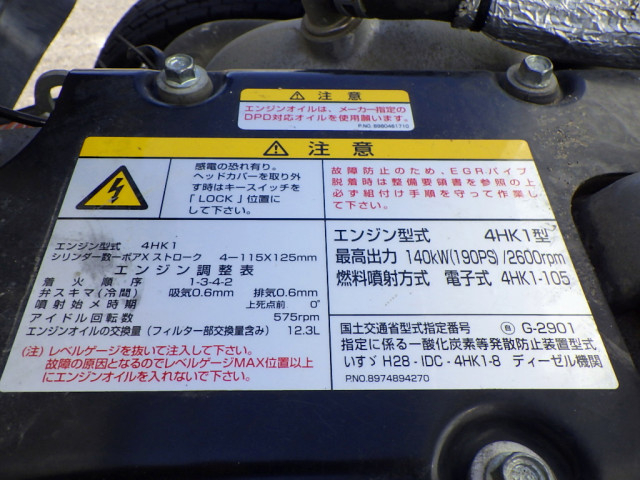 注意
エンジンオイルは、メーカー指定の
DPD対応オイルを使用願います。
P.NO. 8980461710
注意
感電の恐れ有り。
ヘッドカバーを取り外
す時はキースイッチを
「LOCK」位置に
して下さい。
故障防止のため、EGRパイプ
脱着時は整備要領書を参照の上
必ず組付け手順を守って作業し
て下さい。
エンジン型式 4HK1
シリンダー数ーボアXストローク 4ー115X125mm
エンジン調整表
着火順序 1-3-4-2
弁スキマ(冷間) 吸気0.6mm 排気0.6mm
噴射始メ時期 上死点前 0°
アイドル回転数 575rpm
エンジンオイルの交換量(フィルター部交換量含み) 12.3L
(注)レベルゲージを抜いて注入して下さい。
故障の原因となるのでレベルゲージMAX位置以上
にエンジンオイルを入れないで下さい。
エンジン型式 4HK1型
最高出力 140kW(190PS)/2600rpm
燃料噴射方式 電子式 4HK1-105
国土交通省型式指定番号 自 G-2901
指定に係る一酸化炭素等発散防止装置型式
いすゞ H28-IDC-4HK1-8 ディーゼル機関
P.NO.8974894270